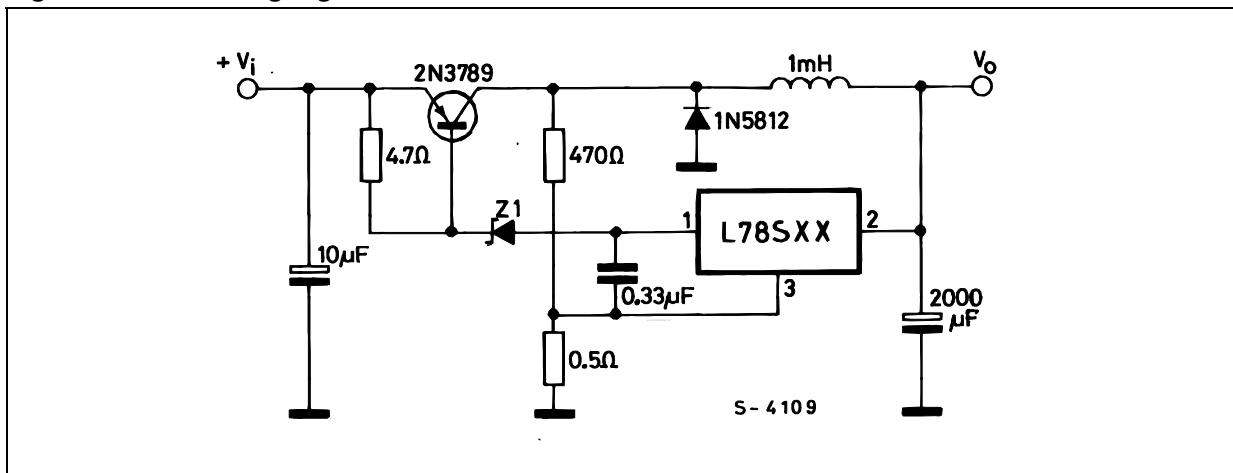 + Vi
2N3789
1mH
Vo
1N5812
4.7Ω
470Ω
Z1
1
L78SXX
2
10µF
0.33µF
3
2000
µF
0.5Ω
S-4109